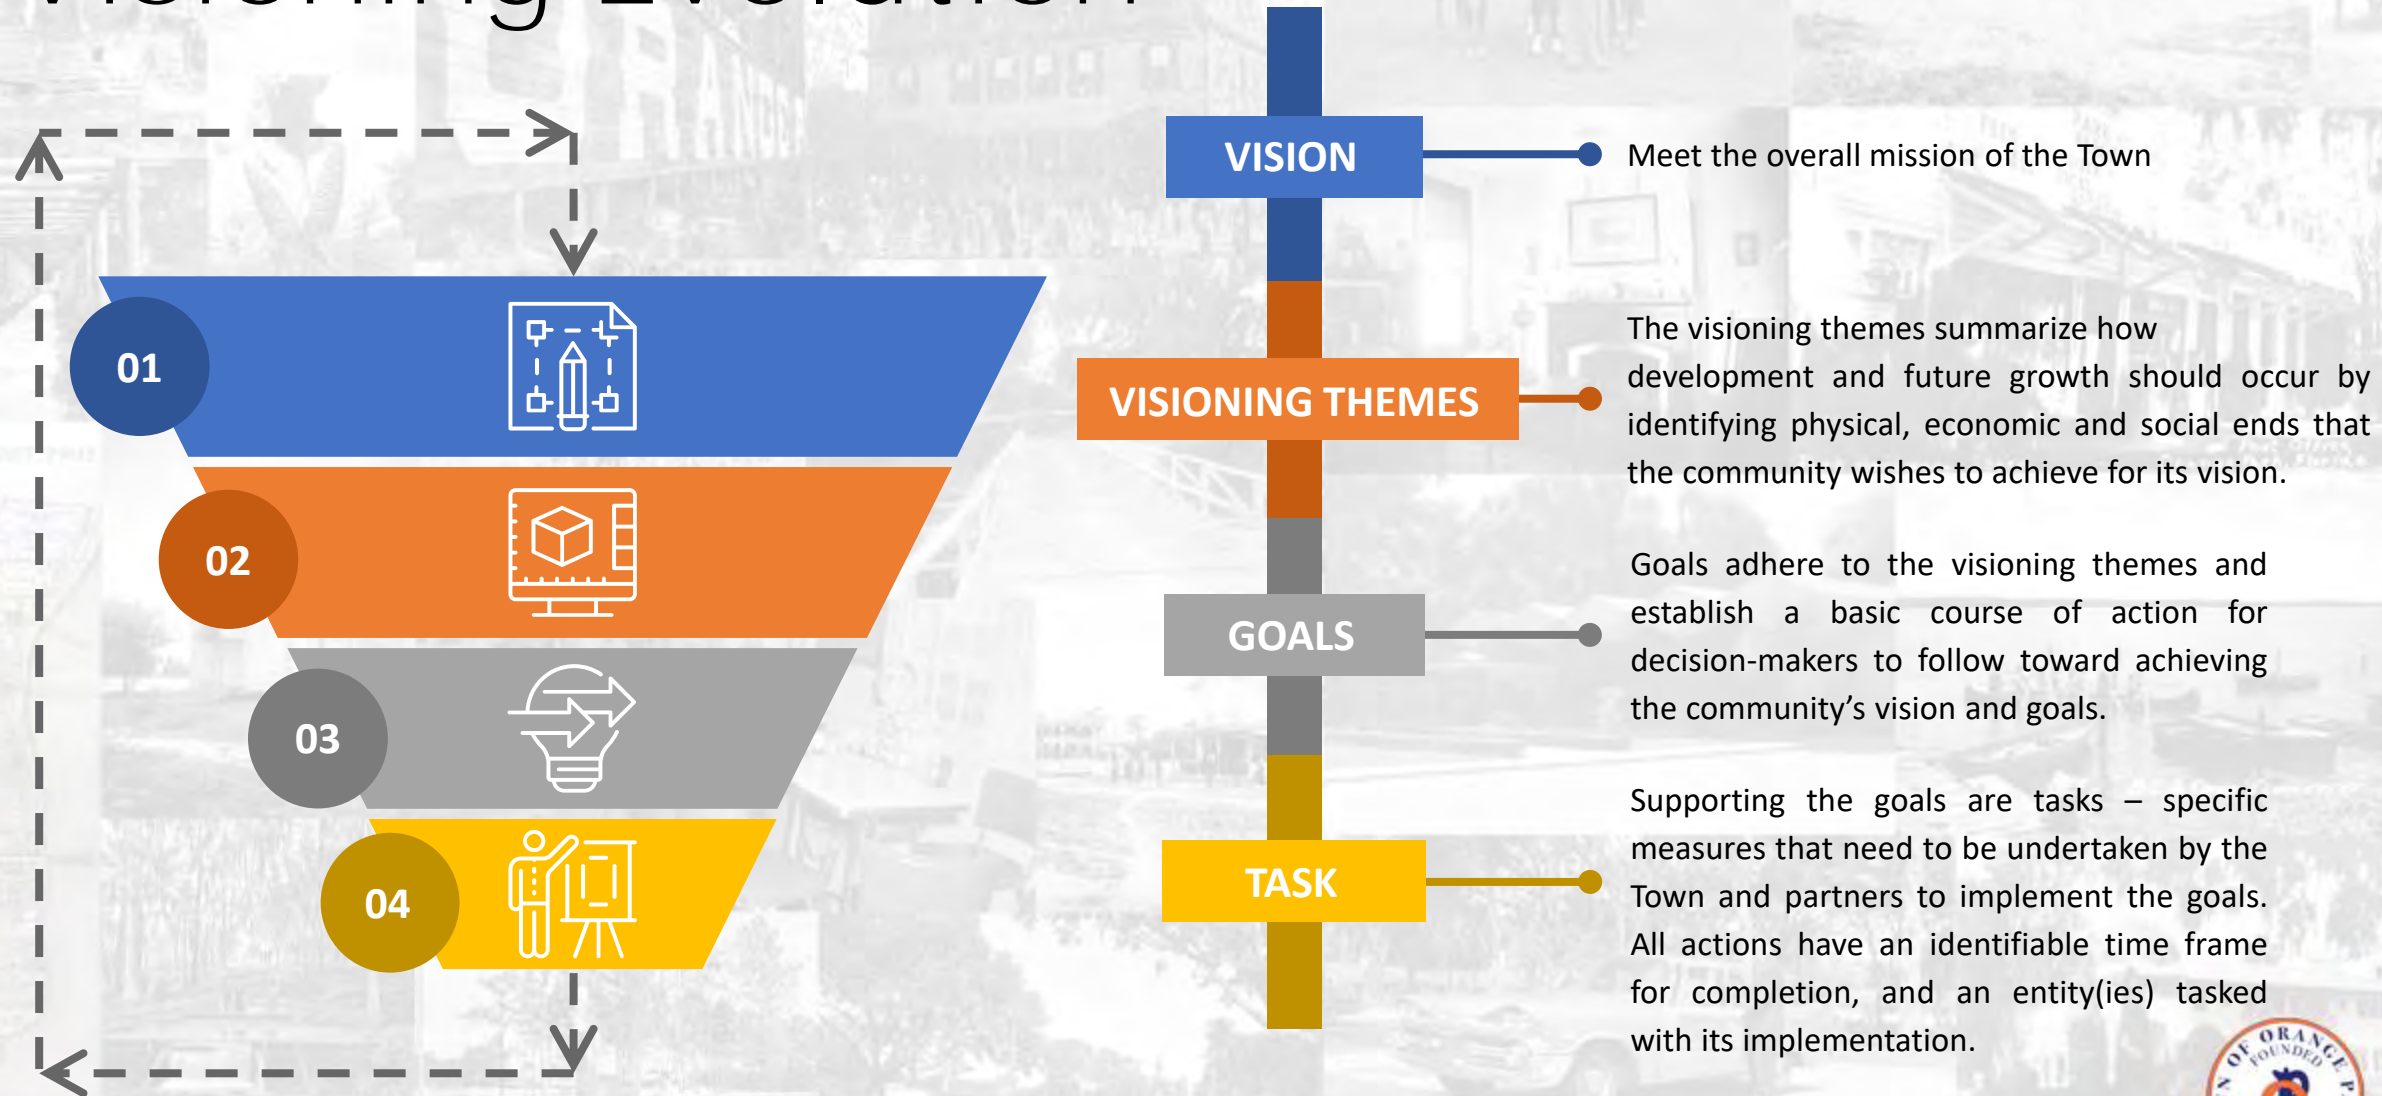 Visioning Evolution
01
02
03
04
VISION
Meet the overall mission of the Town
VISIONING THEMES
The visioning themes summarize how
development and future growth should occur by
identifying physical, economic and social ends that
the community wishes to achieve for its vision.
GOALS
Goals adhere to the visioning themes and
establish a basic course of action for
decision-makers to follow toward achieving
the community’s vision and goals.
TASK
Supporting the goals are tasks – specific
measures that need to be undertaken by the
Town and partners to implement the goals.
All actions have an identifiable time frame
for completion, and an entity(ies) tasked
with its implementation.
OF ORANGE
FOUNDED